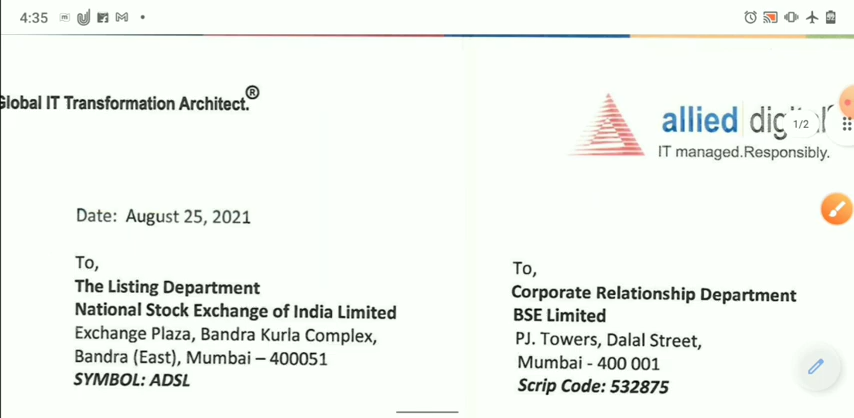 4:35
Global IT Transformation Architect.®
allied
1/2
IT managed.Responsibly.
Date: August 25, 2021
To,
The Listing Department
National Stock Exchange of India Limited
Exchange Plaza, Bandra Kurla Complex,
Bandra (East), Mumbai – 400051
SYMBOL: ADSL
To,
Corporate Relationship Department
BSE Limited
PJ. Towers, Dalal Street,
Mumbai - 400 001
Scrip Code: 532875